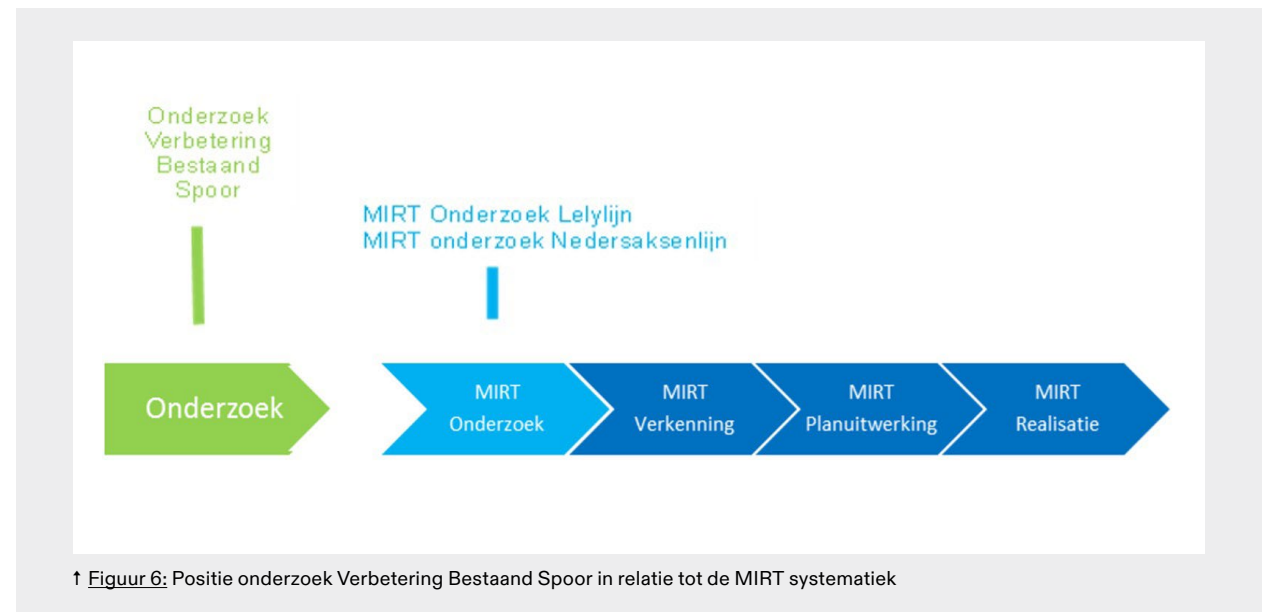 Onderzoek
Verbetering
Bestaand
Spoor
MIRT Onderzoek Lelylijn
MIRT onderzoek Nedersaksenlijn
Onderzoek
MIRT
Onderzoek
MIRT
Verkenning
MIRT
Planuitwerking
MIRT
Realisatie
↑ Figuur 6: Positie onderzoek Verbetering Bestaand Spoor in relatie tot de MIRT systematiek